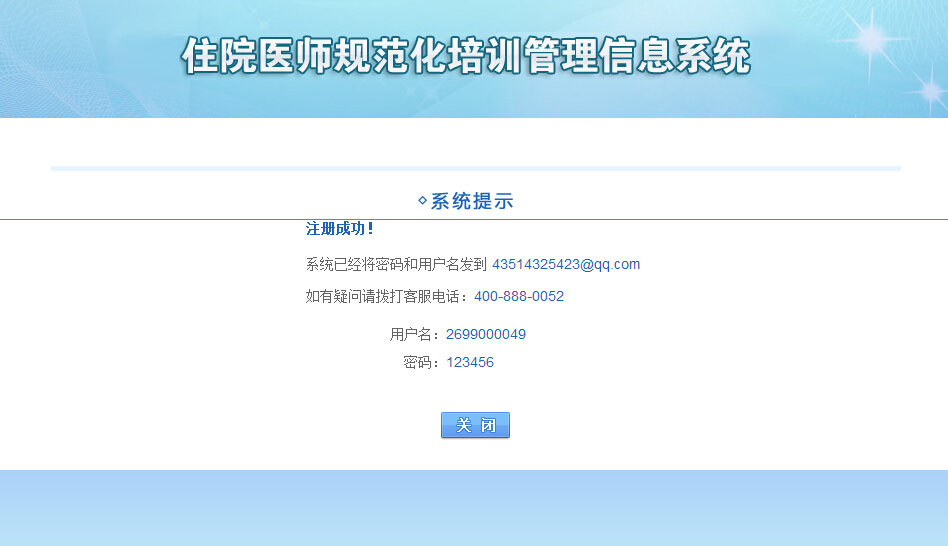 住院医师规范化培训管理信息系统
◇系统提示
注册成功！
系统已经将密码和用户名发到 43514325423@qq.com
如有疑问请拨打客服电话：400-888-0052
用户名：2699000049
密码：123456
关 闭